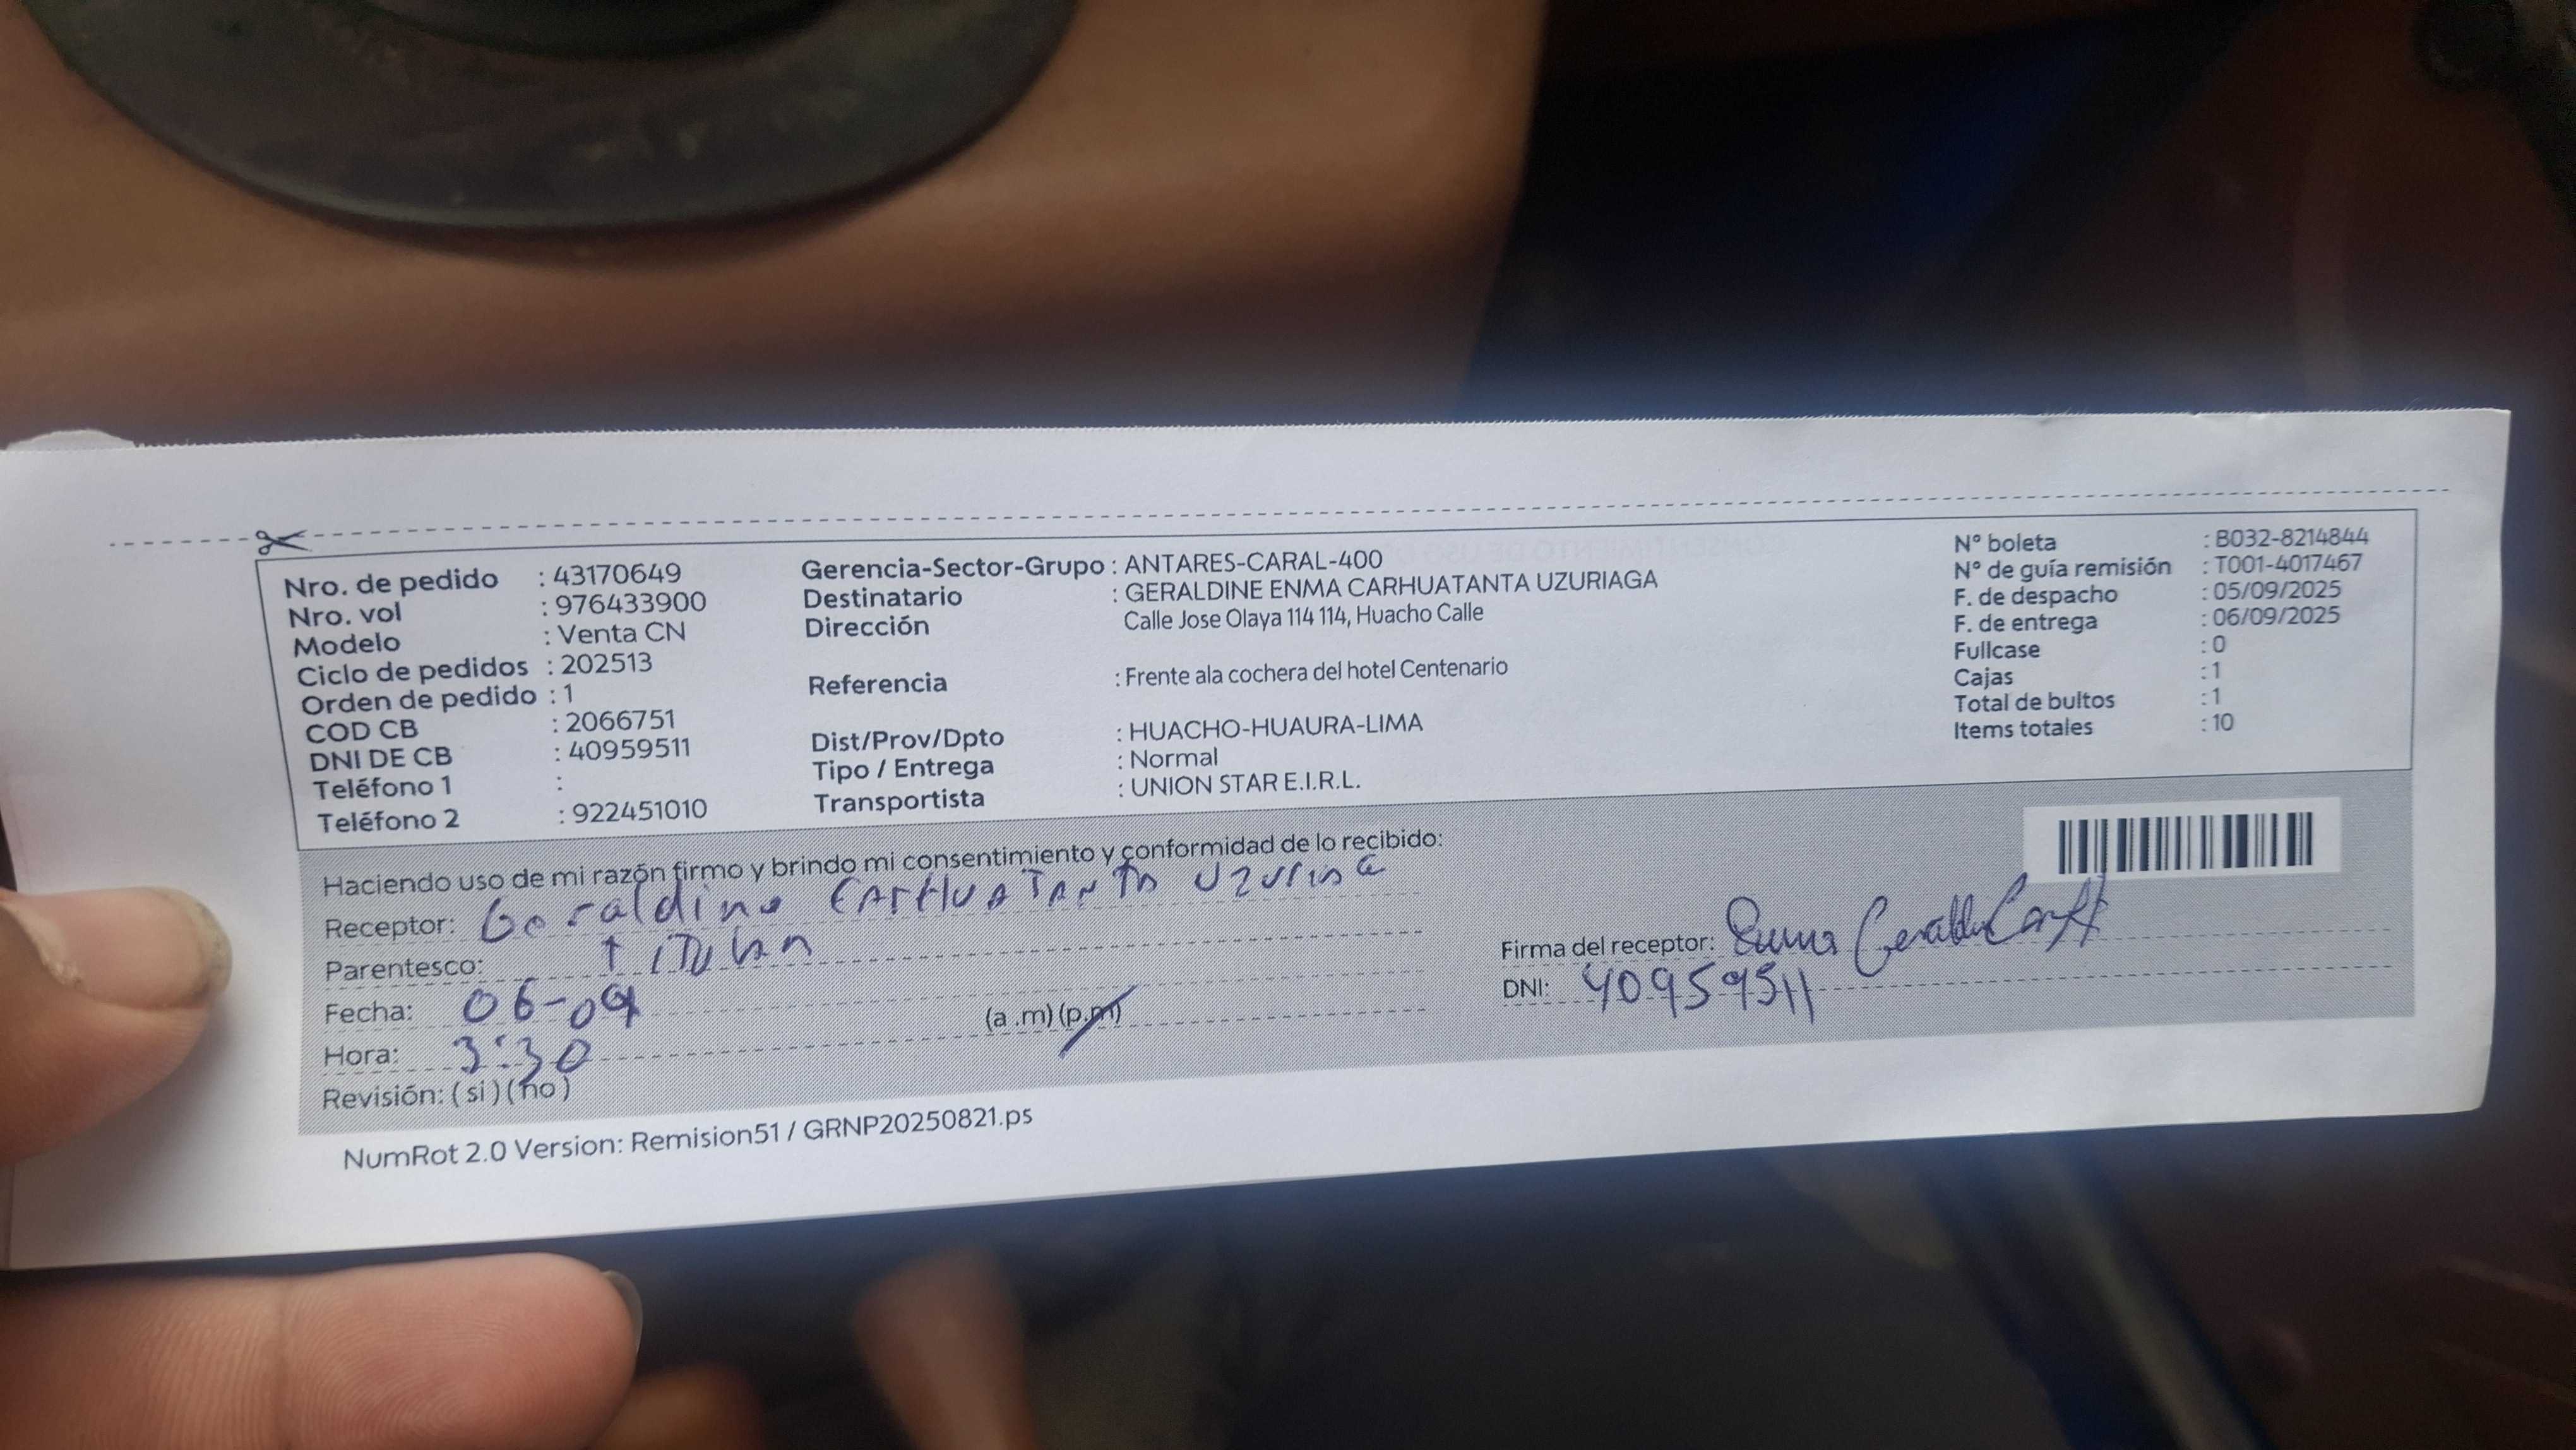 Nro. de pedido : 43170649
Nro. vol : 976433900
Modelo : Venta CN
Ciclo de pedidos : 202513
Orden de pedido : 1
COD CB : 2066751
DNI DE CB : 40959511
Teléfono 1 :
Teléfono 2 : 922451010
Gerencia-Sector-Grupo : ANTARES-CARAL-400
Destinatario : GERALDINE ENMA CARHUATANTA UZURIAGA
Dirección Calle Jose Olaya 114 114, Huacho Calle
Referencia : Frente ala cochera del hotel Centenario
Dist/Prov/Dpto : HUACHO-HUAURA-LIMA
Tipo / Entrega : Normal
Transportista : UNION STAR E.I.R.L.
N° boleta : B032-8214844
N° de guía remisión : T001-4017467
F. de despacho : 05/09/2025
F. de entrega : 06/09/2025
Fullcase : 0
Cajas : 1
Total de bultos : 1
Items totales : 10
Haciendo uso de mi razón firmo y brindo mi consentimiento y conformidad de lo recibido:
Receptor: Geraldine CARHUATANTA
Parentesco:
Fecha: 06-09
Hora: 3:30 (a .m) (p.m)
Revisión: ( si ) ( no )
Firma del receptor:
DNI: 40959511
NumRot 2.0 Version: Remision51 / GRNP20250821.ps